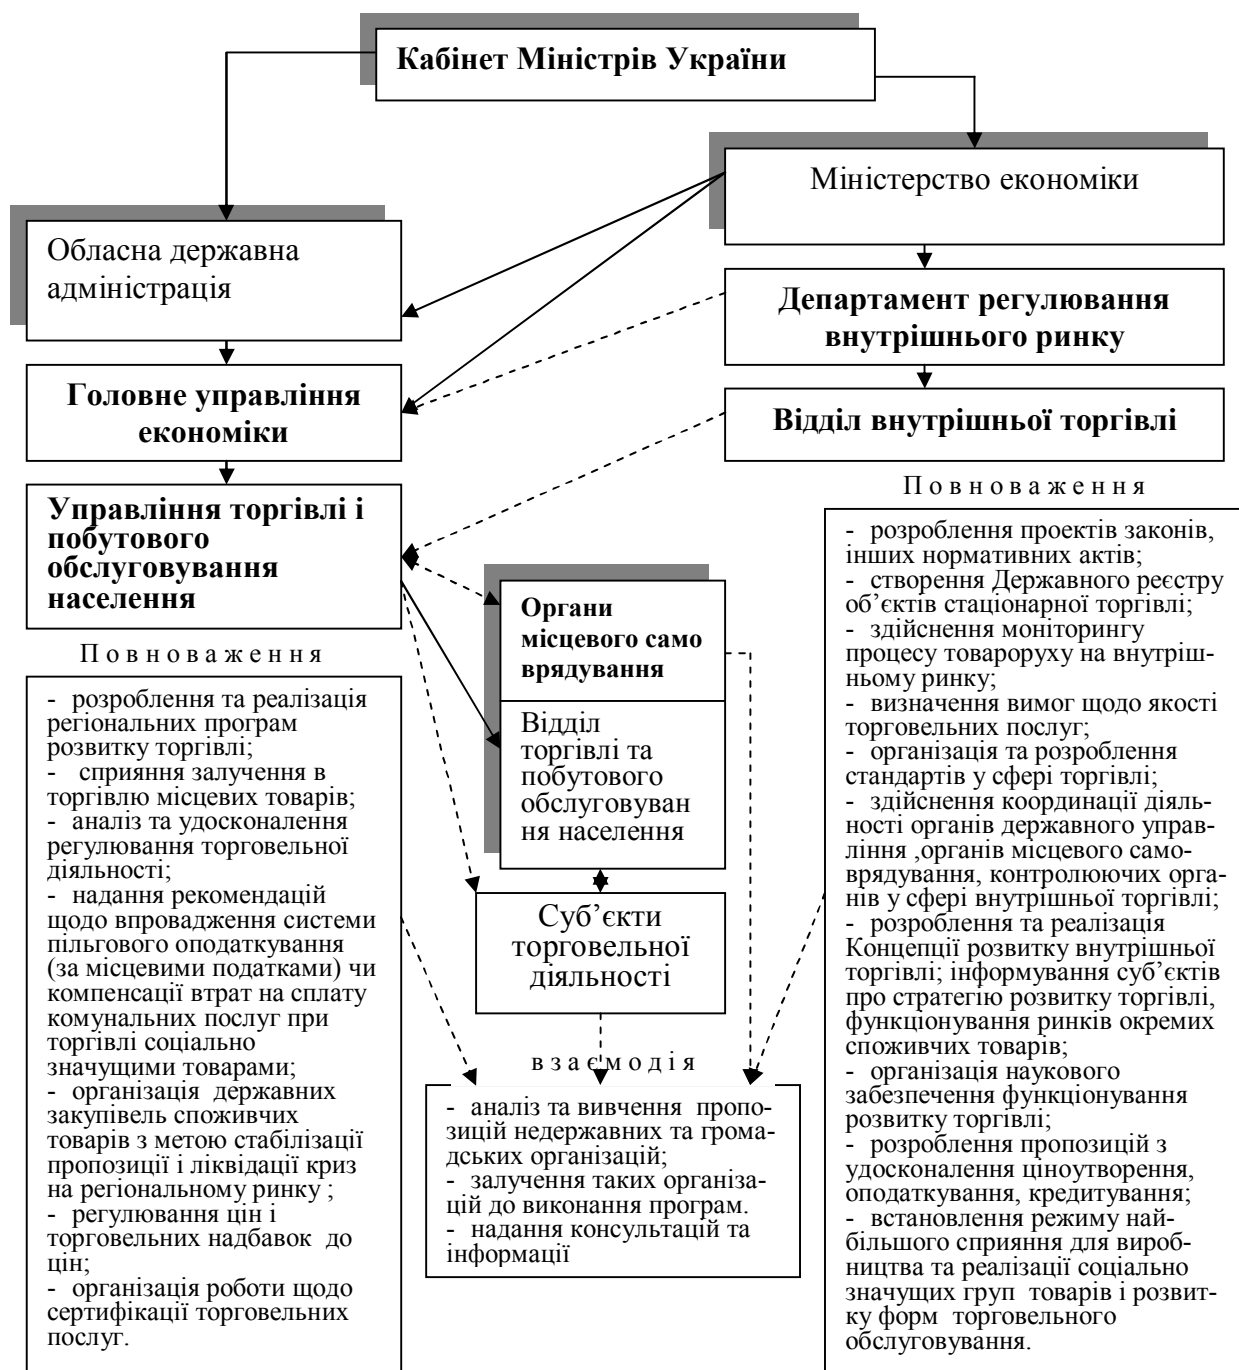 Кабінет Міністрів України
Міністерство економіки
Обласна державна
адміністрація
Департамент регулювання
внутрішнього ринку
Головне управління
економіки
Відділ внутрішньої торгівлі
Управління торгівлі і
побутового
обслуговування
населення
Органи
місцевого само
врядування
Відділ
торгівлі та
побутового
обслуговуван
ня населення
Суб’єкти
торговельної
діяльності
П о в н о в а ж е н н я
- розроблення та реалізація
регіональних програм
розвитку торгівлі;
- сприяння залучення в
торгівлю місцевих товарів;
- аналіз та удосконалення
регулювання торговельної
діяльності;
- надання рекомендацій
щодо впровадження системи
пільгового оподаткування
(за місцевими податками) чи
компенсації втрат на сплату
комунальних послуг при
торгівлі соціально
значущими товарами;
- організація державних
закупівель споживчих
товарів з метою стабілізації
пропозиції і ліквідації криз
на регіональному ринку ;
- регулювання цін і
торговельних надбавок до
цін;
- організація роботи щодо
сертифікації торговельних
послуг.
в з а є м о д і я
- аналіз та вивчення пропо-
зицій недержавних та грома-
дських організацій;
- залучення таких організа-
цій до виконання програм.
- надання консультацій та
інформації
П о в н о в а ж е н н я
- розроблення проектів законів,
інших нормативних актів;
- створення Державного реєстру
об’єктів стаціонарної торгівлі;
- здійснення моніторингу
процесу товароруху на внутріш-
ньому ринку;
- визначення вимог щодо якості
торговельних послуг;
- організація та розроблення
стандартів у сфері торгівлі;
- здійснення координації діяль-
ності органів державного управ-
ління ,органів місцевого само-
врядування, контролюючих орга-
нів у сфері внутрішньої торгівлі;
- розроблення та реалізація
Концепції розвитку внутрішньої
торгівлі; інформування суб’єктів
про стратегію розвитку торгівлі,
функціонування ринків окремих
споживчих товарів;
- організація наукового
забезпечення функціонування
розвитку торгівлі;
- розроблення пропозицій з
удосконалення ціноутворення,
оподаткування, кредитування;
- встановлення режиму най-
більшого сприяння для вироб-
ництва та реалізації соціально
значущих груп товарів і розвит-
ку форм торговельного
обслуговування.